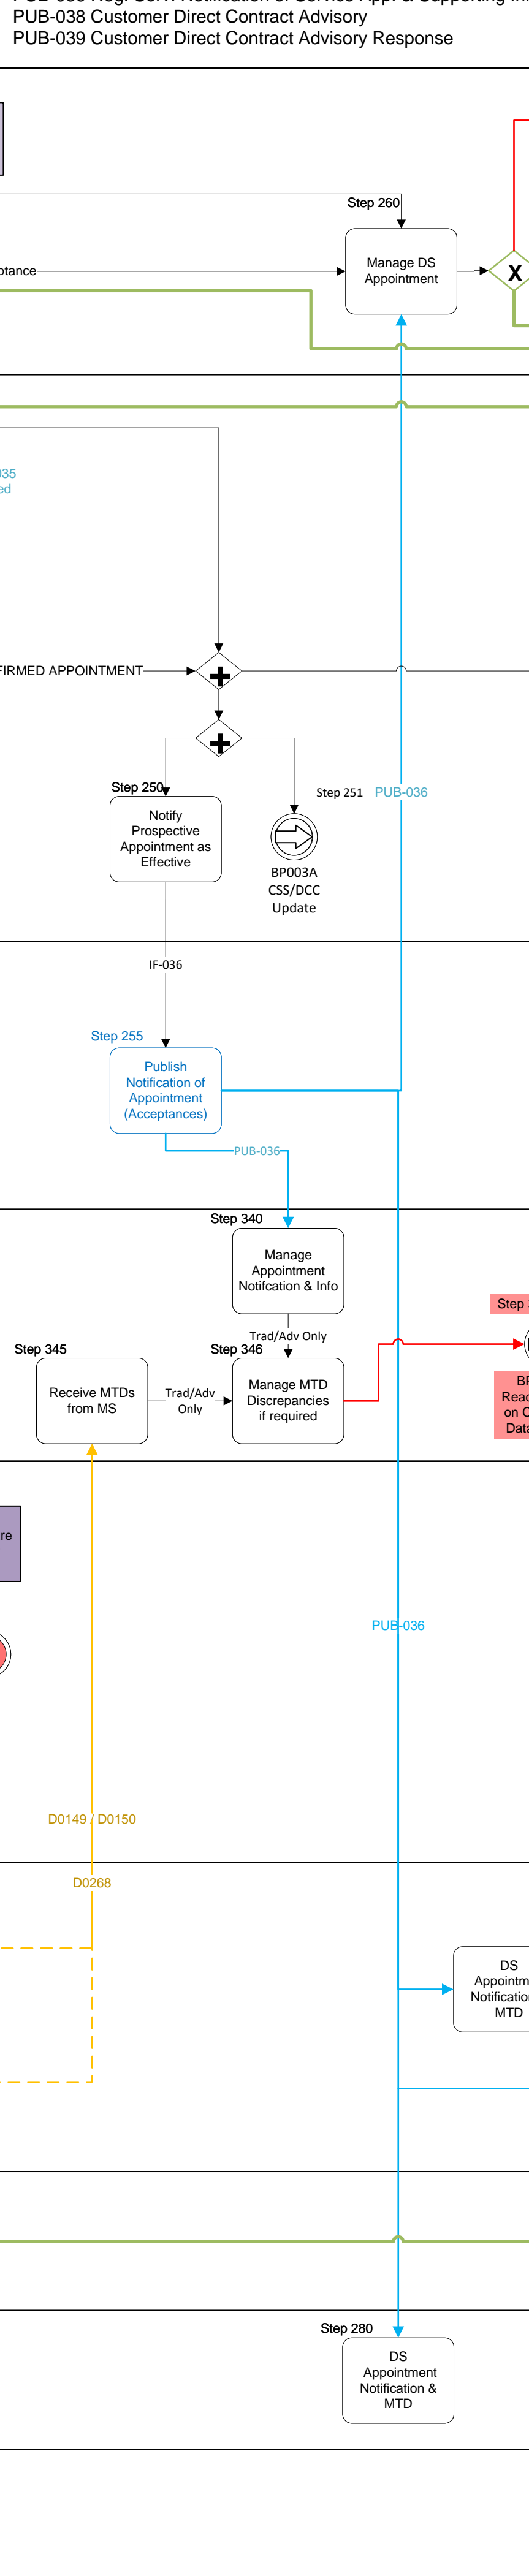 PUB-038 Customer Direct Contract Advisory
PUB-039 Customer Direct Contract Advisory Response
Step 260
Manage DS
Appointment
X
035
Step 250
Notify
Prospective
Appointment as
Effective
Step 251
PUB-036
BP003A
CSS/DCC
Update
FIRMED APPOINTMENT
IF-036
Step 255
Publish
Notification of
Appointment
(Acceptances)
PUB-036
Step 340
Manage
Appointment
Notifcation & Info
Trad/Adv Only
Step 345
Receive MTDs
from MS
Trad/Adv
Only
Step 346
Manage MTD
Discrepancies
if required
Step
on
PUB-036
D0149 / D0150
D0268
DS
MTD
Step 280
DS
Appointment
Notification &
MTD